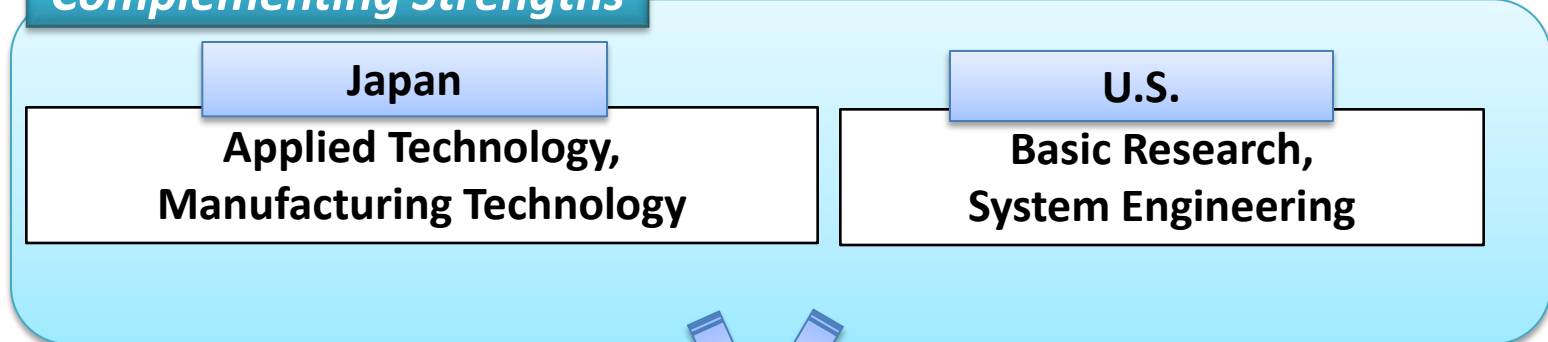 Complementing Strengths
Japan
Applied Technology,
Manufacturing Technology
U.S.
Basic Research,
System Engineering